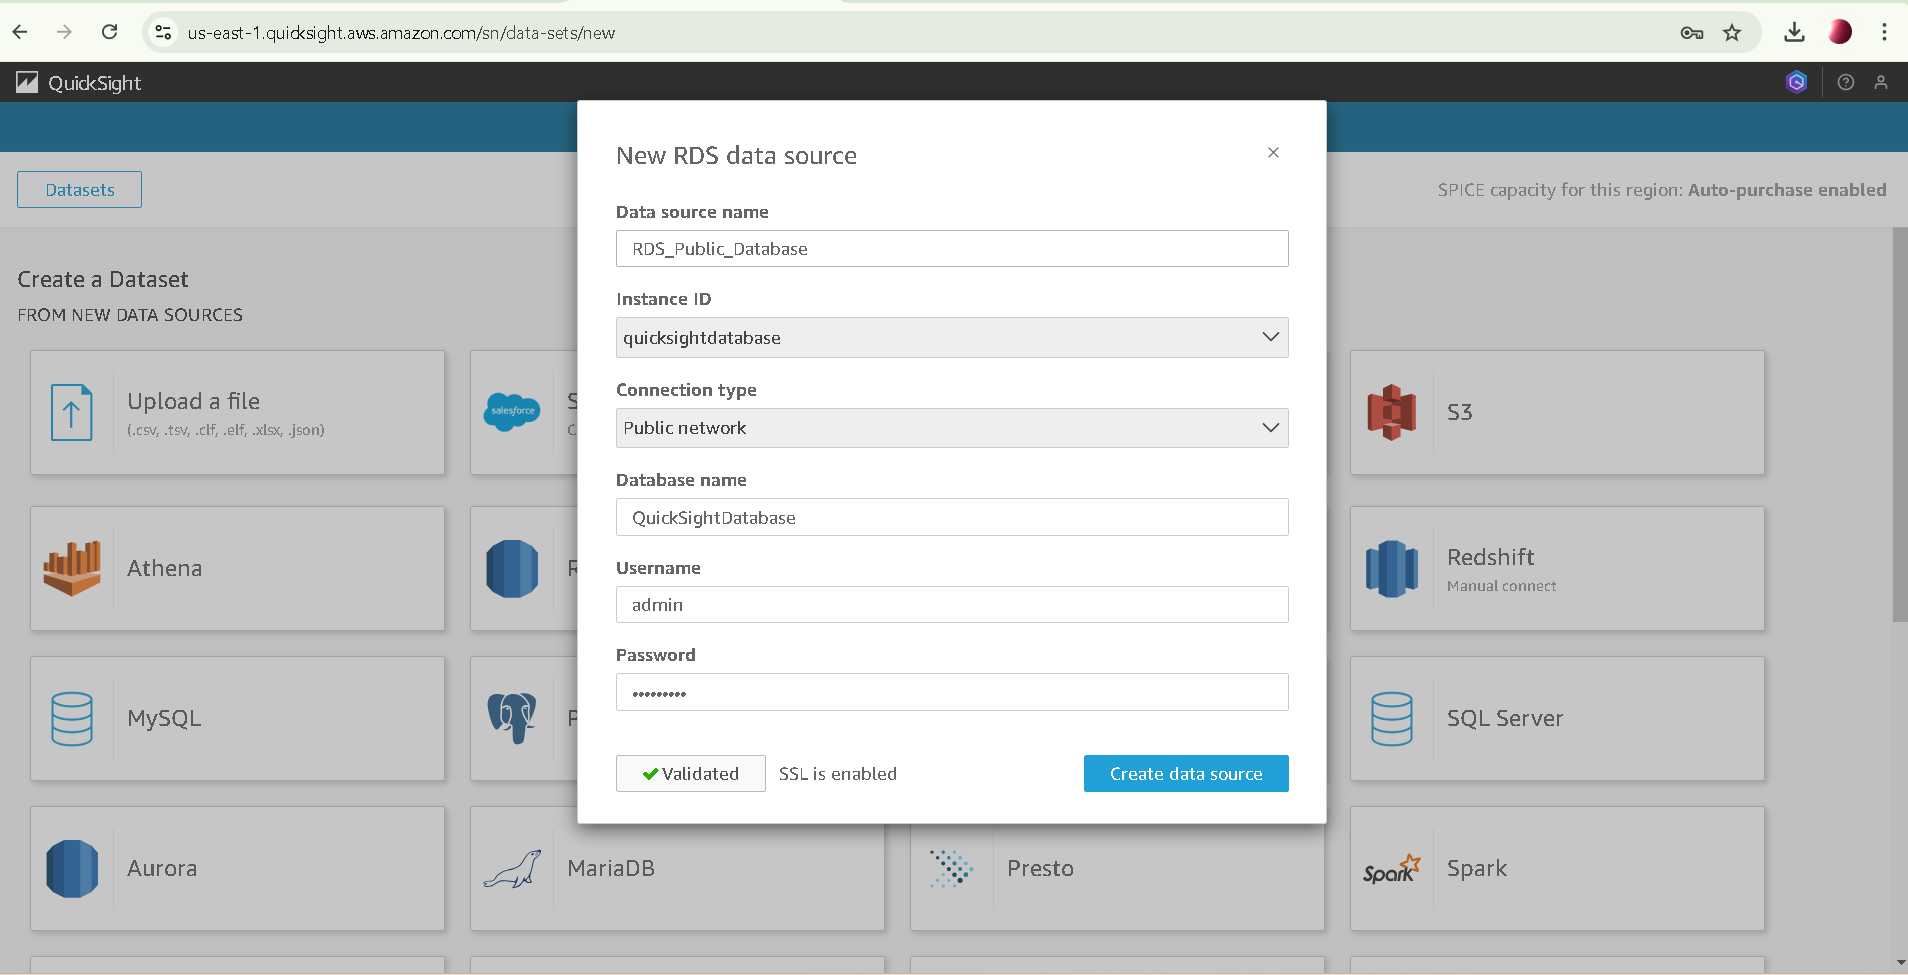 us-east-1.quicksight.aws.amazon.com/sn/data-sets/new
QuickSight
Datasets
SPICE capacity for this region: Auto-purchase enabled
Create a Dataset
FROM NEW DATA SOURCES
Upload a file
(.csv, .tsv, .clf, .elf, .xlsx, .json)
salesforce
S3
Athena
Redshift
Manual connect
MySQL
SQL Server
Aurora
MariaDB
Presto
Spark
Spark
New RDS data source
Data source name
RDS_Public_Database
Instance ID
quicksightdatabase
Connection type
Public network
Database name
QuickSightDatabase
Username
admin
Password
•••••••••
Validated
SSL is enabled
Create data source